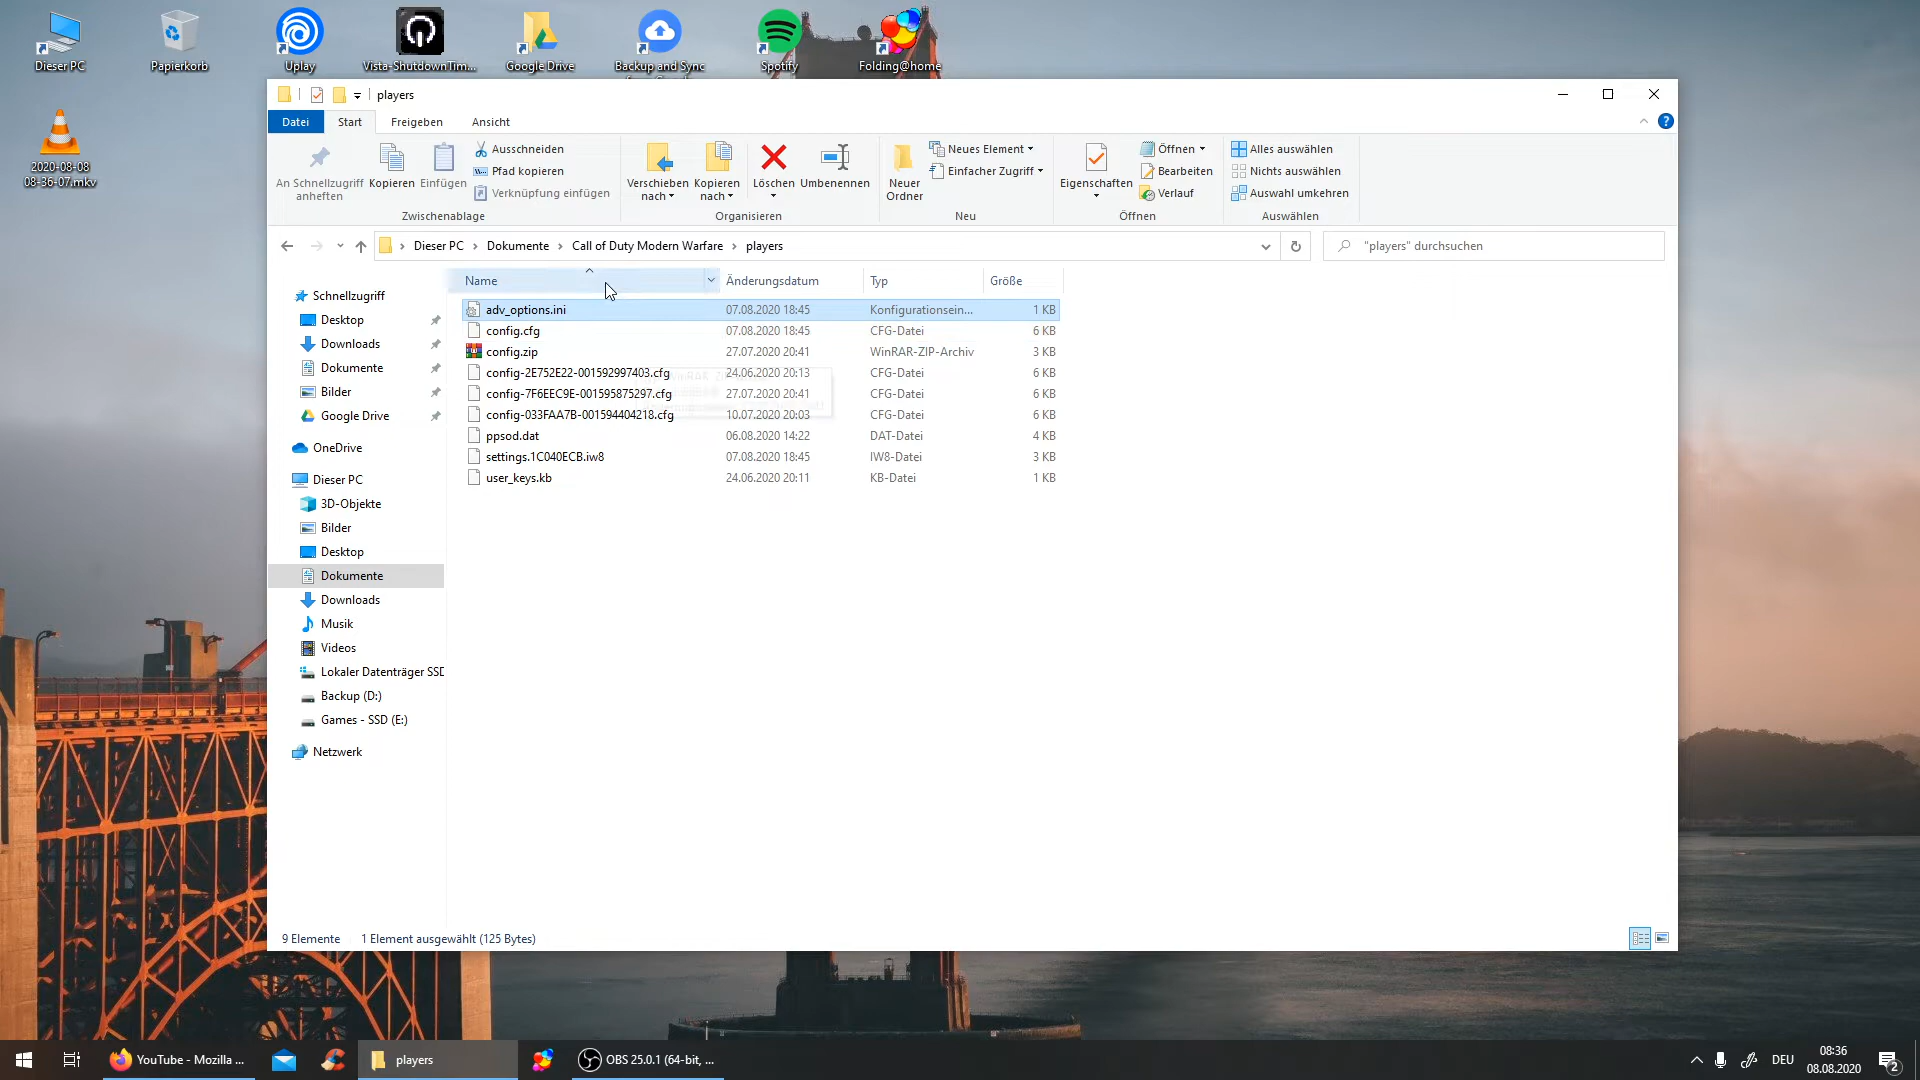 Dieser PC
Papierkorb
Uplay
Vista-ShutdownTim...
Google Drive
Backup and Sync
Spotify
Folding@home
2020-08-08
08-36-07.mkv
players
Datei
Start
Freigeben
Ansicht
An Schnellzugriff
anheften
Kopieren
Einfügen
Ausschneiden
Pfad kopieren
Verknüpfung einfügen
Zwischenablage
Verschieben
nach
Kopieren
nach
Löschen
Umbenennen
Organisieren
Neuer
Ordner
Neues Element
Einfacher Zugriff
Neu
Eigenschaften
Öffnen
Bearbeiten
Verlauf
Öffnen
Alles auswählen
Nichts auswählen
Auswahl umkehren
Auswählen
Dieser PC > Dokumente > Call of Duty Modern Warfare > players
"players" durchsuchen
Name Änderungsdatum Typ Größe
adv_options.ini 07.08.2020 18:45 Konfigurationsein... 1 KB
config.cfg 07.08.2020 18:45 CFG-Datei 6 KB
config.zip 27.07.2020 20:41 WinRAR-ZIP-Archiv 3 KB
config-2E752E22-001592997403.cfg 24.06.2020 20:13 CFG-Datei 6 KB
config-7F6EEC9E-001595875297.cfg 27.07.2020 20:41 CFG-Datei 6 KB
config-033FAA7B-001594404218.cfg 10.07.2020 20:03 CFG-Datei 6 KB
ppsod.dat 06.08.2020 14:22 DAT-Datei 4 KB
settings.1C040ECB.iw8 07.08.2020 18:45 IW8-Datei 3 KB
user_keys.kb 24.06.2020 20:11 KB-Datei 1 KB
Schnellzugriff
Desktop
Downloads
Dokumente
Bilder
Google Drive
OneDrive
Dieser PC
3D-Objekte
Bilder
Desktop
Dokumente
Downloads
Musik
Videos
Lokaler Datenträger SSD
Backup (D:)
Games - SSD (E:)
Netzwerk
9 Elemente
1 Element ausgewählt (125 Bytes)
YouTube - Mozilla ...
players
OBS 25.0.1 (64-bit, ...
DEU
08:36
08.08.2020
2